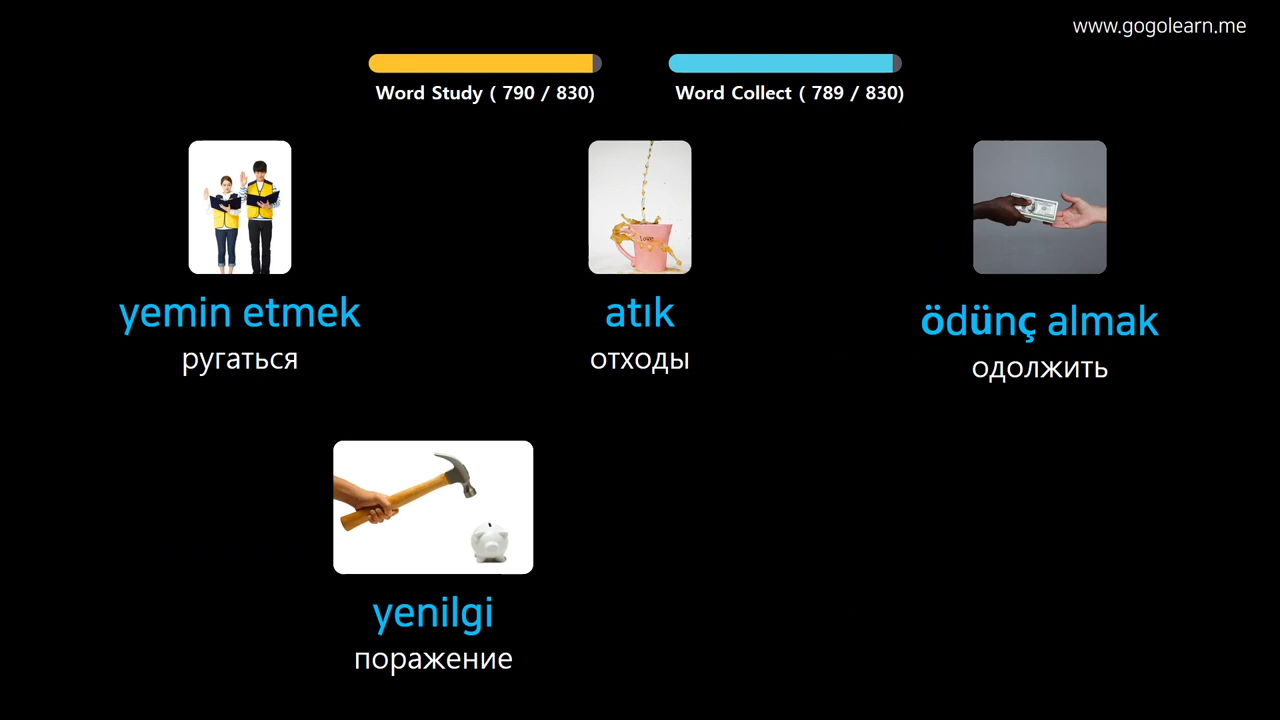 www.gogolearn.me
Word Study ( 790 / 830)
Word Collect ( 789 / 830)
Love
yemin etmek
ругаться
atık
отходы
ödünç almak
одолжить
yenilgi
поражение